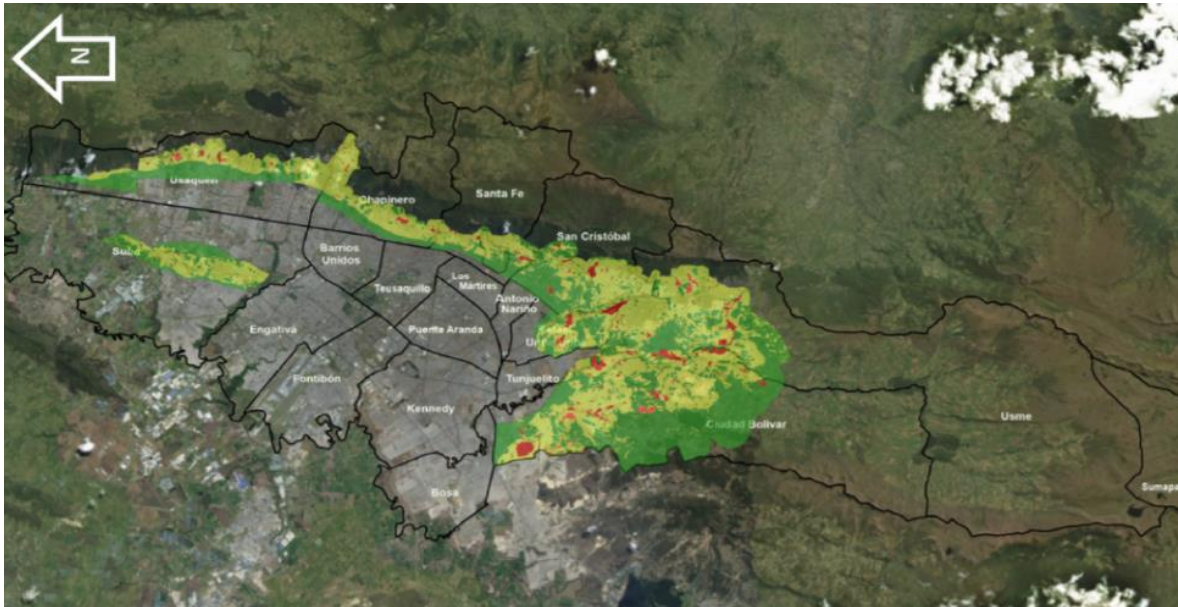 N
Usaquén
Chapinero
Santa Fe
San Cristóbal
Suba
Barrios
Unidos
Teusaquillo
Los
Mártires
Antonio
Nariño
Engativá
Puente Aranda
Fontibón
Tunjuelito
Kennedy
Ciudad Bolívar
Usme
Bosa
Sumapa